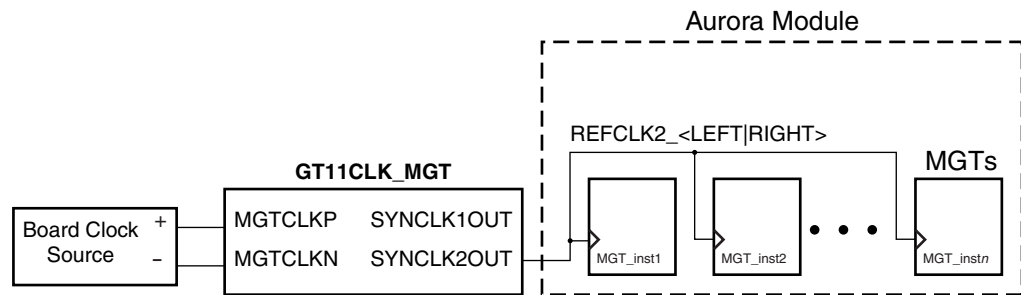 Aurora Module
REFCLK2_<LEFT|RIGHT>
GT11CLK_MGT
MGTs
Board Clock
Source
+
–
MGTCLKP SYNCLK1OUT
MGTCLKN SYNCLK2OUT
MGT_inst1
MGT_inst2
MGT_instn